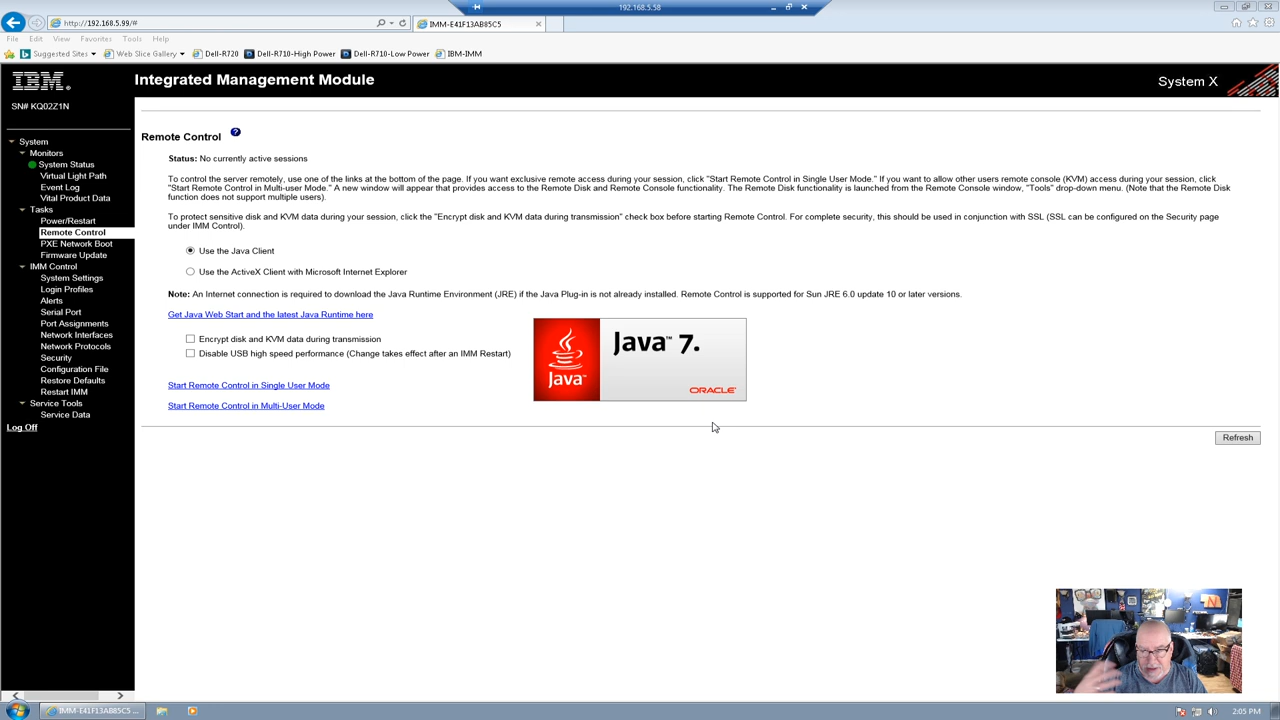 192.168.5.58
http://192.168.5.99/#
IMM-E41F13AB85C5
File Edit View Favorites Tools Help
Suggested Sites
Web Slice Gallery
Dell-R720
Dell-R710-High Power
Dell-R710-Low Power
IBM-IMM
IBM.
Integrated Management Module
System X
SN# KQ02Z1N
System
Monitors
System Status
Virtual Light Path
Event Log
Vital Product Data
Tasks
Power/Restart
Remote Control
PXE Network Boot
Firmware Update
IMM Control
System Settings
Login Profiles
Alerts
Serial Port
Port Assignments
Network Interfaces
Network Protocols
Security
Configuration File
Restore Defaults
Restart IMM
Service Tools
Service Data
Log Off
Remote Control ?
Status: No currently active sessions
To control the server remotely, use one of the links at the bottom of the page. If you want exclusive remote access during your session, click "Start Remote Control in Single User Mode." If you want to allow other users remote console (KVM) access during your session, click
"Start Remote Control in Multi-user Mode." A new window will appear that provides access to the Remote Disk and Remote Console functionality. The Remote Disk functionality is launched from the Remote Console window, "Tools" drop-down menu. (Note that the Remote Disk
function does not support multiple users).
To protect sensitive disk and KVM data during your session, click the "Encrypt disk and KVM data during transmission" check box before starting Remote Control. For complete security, this should be used in conjunction with SSL (SSL can be configured on the Security page
under IMM Control).
Use the Java Client
Use the ActiveX Client with Microsoft Internet Explorer
Note: An Internet connection is required to download the Java Runtime Environment (JRE) if the Java Plug-in is not already installed. Remote Control is supported for Sun JRE 6.0 update 10 or later versions.
Get Java Web Start and the latest Java Runtime here
Encrypt disk and KVM data during transmission
Disable USB high speed performance (Change takes effect after an IMM Restart)
Start Remote Control in Single User Mode
Start Remote Control in Multi-User Mode
Java™
Java™ 7.
ORACLE
Refresh
IMM-E41F13AB85C5 ...
2:05 PM